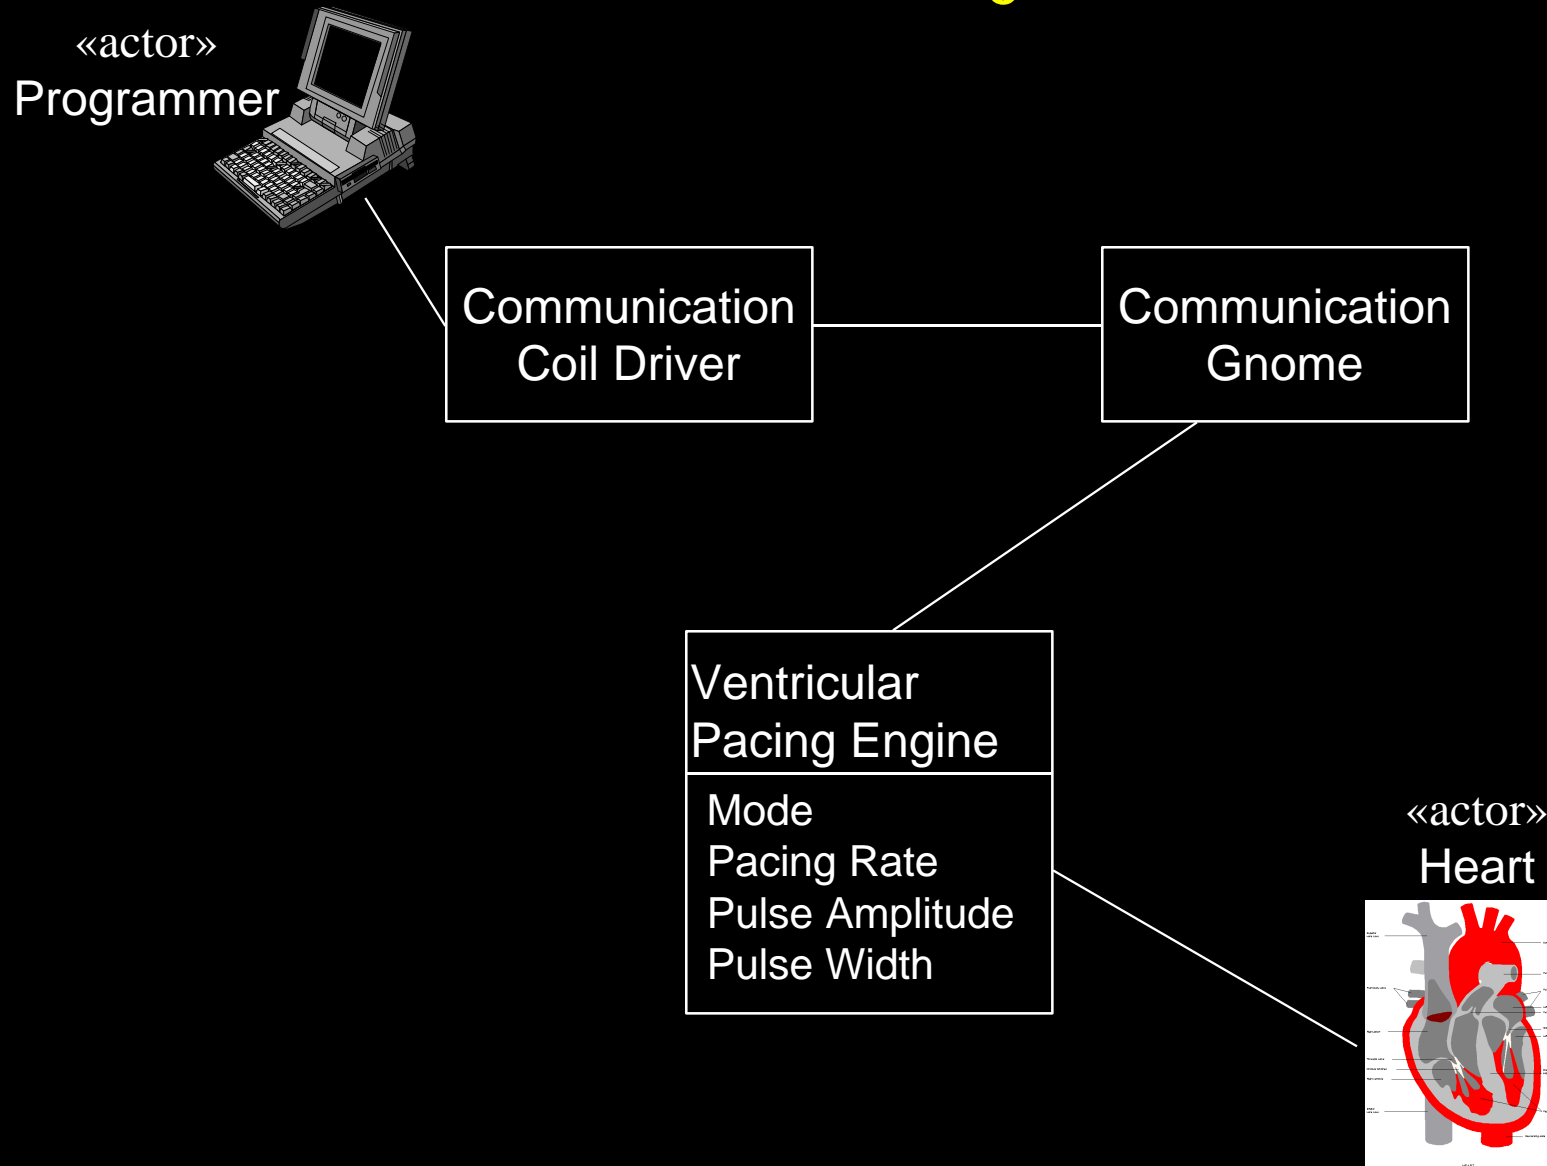 «actor»
Programmer
Communication
Coil Driver
Communication
Gnome
Ventricular
Pacing Engine
Mode
Pacing Rate
Pulse Amplitude
Pulse Width
«actor»
Heart